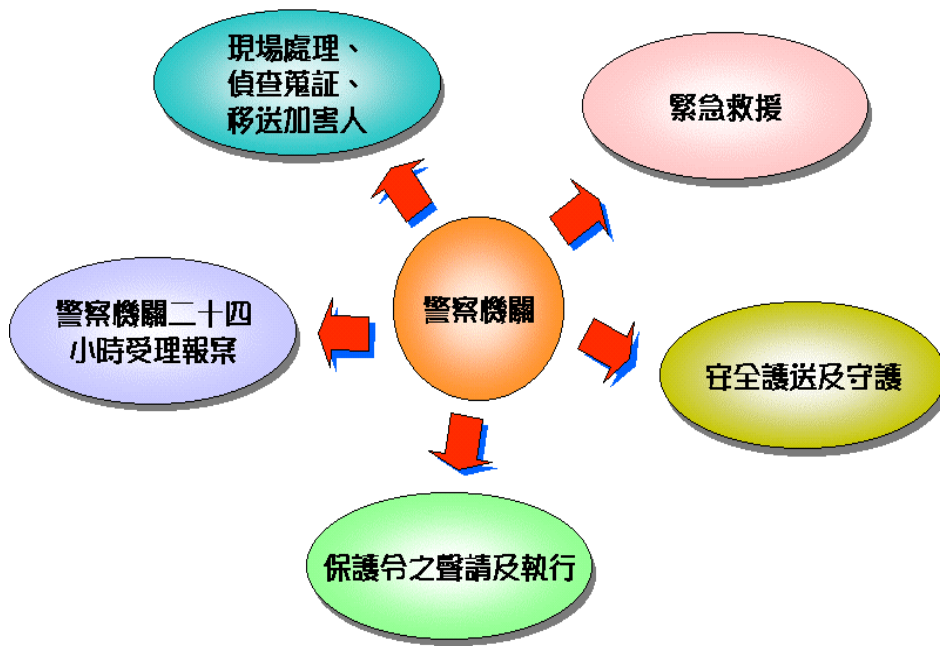 現場處理、
偵查蒐証、
移送加害人
緊急救援
警察機關
警察機關二十四
小時受理報案
安全護送及守護
保護令之聲請及執行